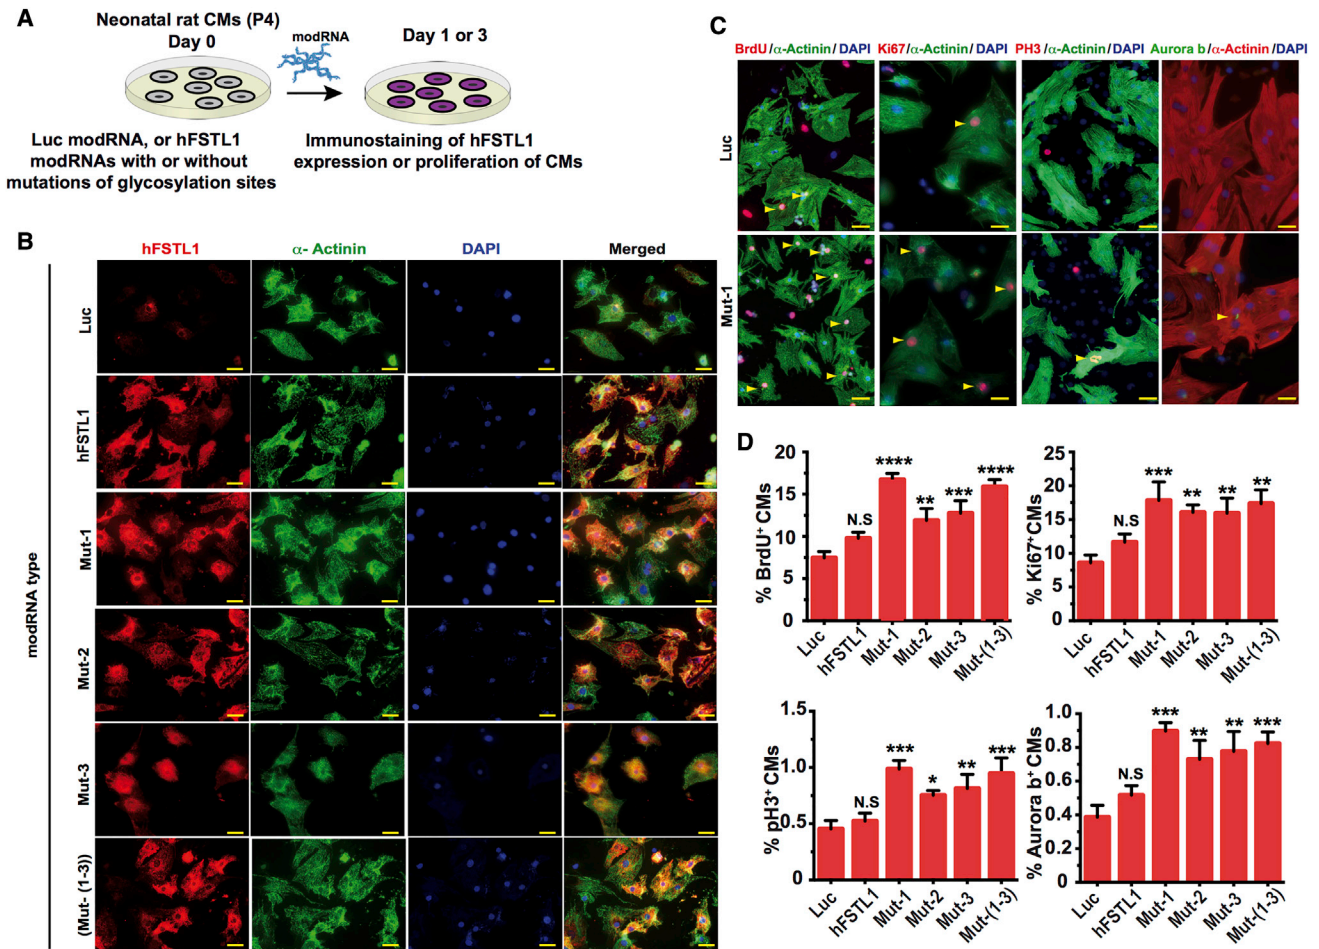 A
Neonatal rat CMs (P4)
Day 0
modRNA
Day 1 or 3
Luc modRNA, or hFSTL1
modRNAs with or without
mutations of glycosylation sites
Immunostaining of hFSTL1
expression or proliferation of CMs
B
hFSTL1
α- Actinin
DAPI
Merged
modRNA type
Luc
hFSTL1
Mut-1
Mut-2
Mut-3
(Mut- (1-3))
C
BrdU/α-Actinin/DAPI
Ki67/α-Actinin/DAPI
PH3/α-Actinin/DAPI
Aurora b/α-Actinin/DAPI
Luc
Mut-1
D
% BrdU⁺ CMs
20
15
10
5
0
N.S
****
**
***
****
Luc
hFSTL1
Mut-1
Mut-2
Mut-3
Mut-(1-3)
% Ki67⁺CMs
25
20
15
10
5
0
N.S
***
**
**
**
Luc
hFSTL1
Mut-1
Mut-2
Mut-3
Mut-(1-3)
% pH3⁺ CMs
1.5
1.0
0.5
0
N.S
***
*
**
***
Luc
hFSTL1
Mut-1
Mut-2
Mut-3
Mut-(1-3)
% Aurora b⁺ CMs
1.0
0.8
0.6
0.4
0.2
0
N.S
***
**
**
***
Luc
hFSTL1
Mut-1
Mut-2
Mut-3
Mut-(1-3)